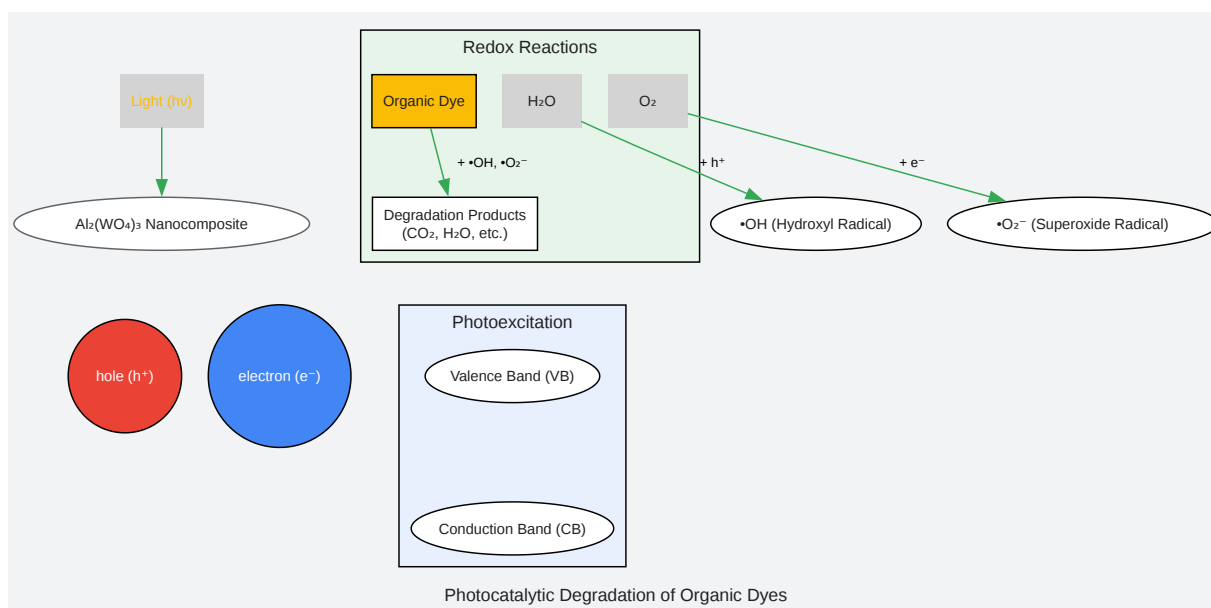 Redox Reactions
Light (hν)
Organic Dye
H₂O
O₂
+ •OH, •O₂⁻
+ h⁺
+ e⁻
Al₂(WO₄)₃ Nanocomposite
Degradation Products
(CO₂, H₂O, etc.)
•OH (Hydroxyl Radical)
•O₂⁻ (Superoxide Radical)
Photoexcitation
hole (h⁺)
electron (e⁻)
Valence Band (VB)
Conduction Band (CB)
Photocatalytic Degradation of Organic Dyes